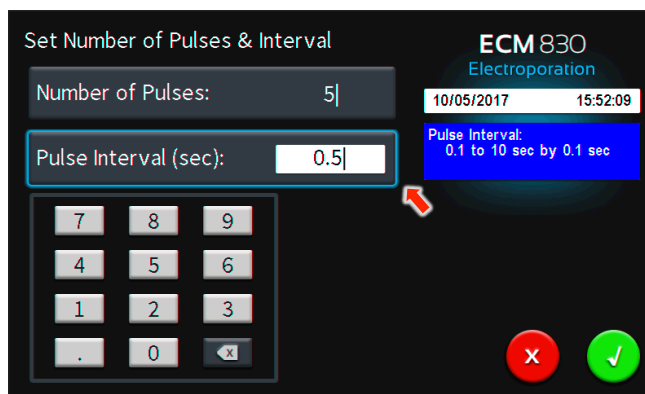 Set Number of Pulses & Interval
Number of Pulses: 5
Pulse Interval (sec): 0.5
7 8 9
4 5 6
1 2 3
. 0 x
ECM 830
Electroporation
10/05/2017 15:52:09
Pulse Interval:
0.1 to 10 sec by 0.1 sec
x